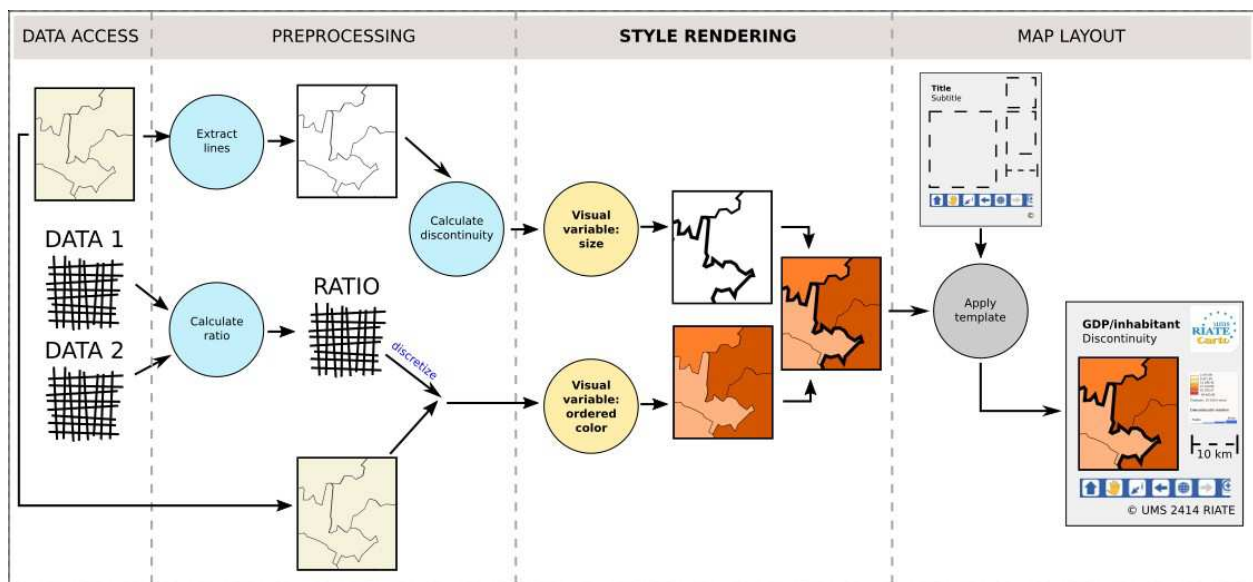 DATA ACCESS
PREPROCESSING
STYLE RENDERING
MAP LAYOUT
Title
Subtitle
©
Extract
lines
Calculate
discontinuity
Visual
variable:
size
DATA 1
DATA 2
Calculate
ratio
RATIO
discretize
Visual
variable:
ordered
color
Apply
template
GDP/inhabitant
Discontinuity
UMS
RIATE
Carte
10 km
© UMS 2414 RIATE